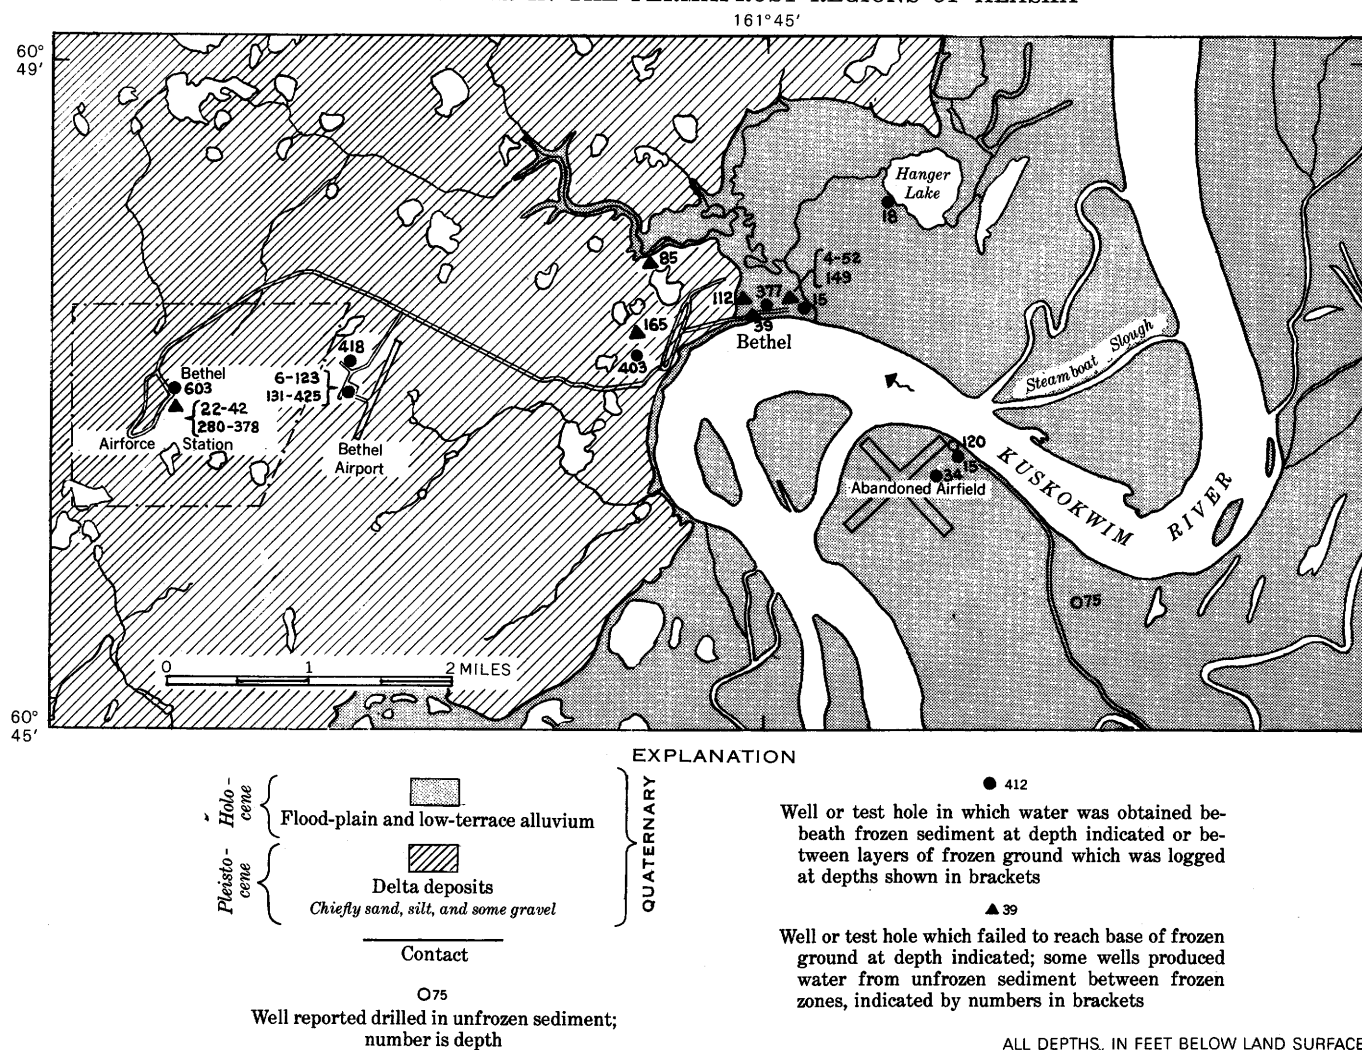 161°45'
60°
49'
Hanger
Lake
18
85
4-52
149
112
377
15
39
Bethel
165
403
418
Steamboat Slough
Bethel
603
6-123
131-425
22-42
280-378
Airforce Station
Bethel
Airport
120
15
34
Abandoned Airfield
KUSKOKWIM RIVER
75
0 1 2 MILES
60°
45'
EXPLANATION
Holo-
cene
Flood-plain and low-terrace alluvium
Pleisto-
cene
Delta deposits
Chiefly sand, silt, and some gravel
QUATERNARY
Contact
75
Well reported drilled in unfrozen sediment;
number is depth
412
Well or test hole in which water was obtained be-
beath frozen sediment at depth indicated or be-
tween layers of frozen ground which was logged
at depths shown in brackets
39
Well or test hole which failed to reach base of frozen
ground at depth indicated; some wells produced
water from unfrozen sediment between frozen
zones, indicated by numbers in brackets
ALL DEPTHS, IN FEET BELOW LAND SURFACE